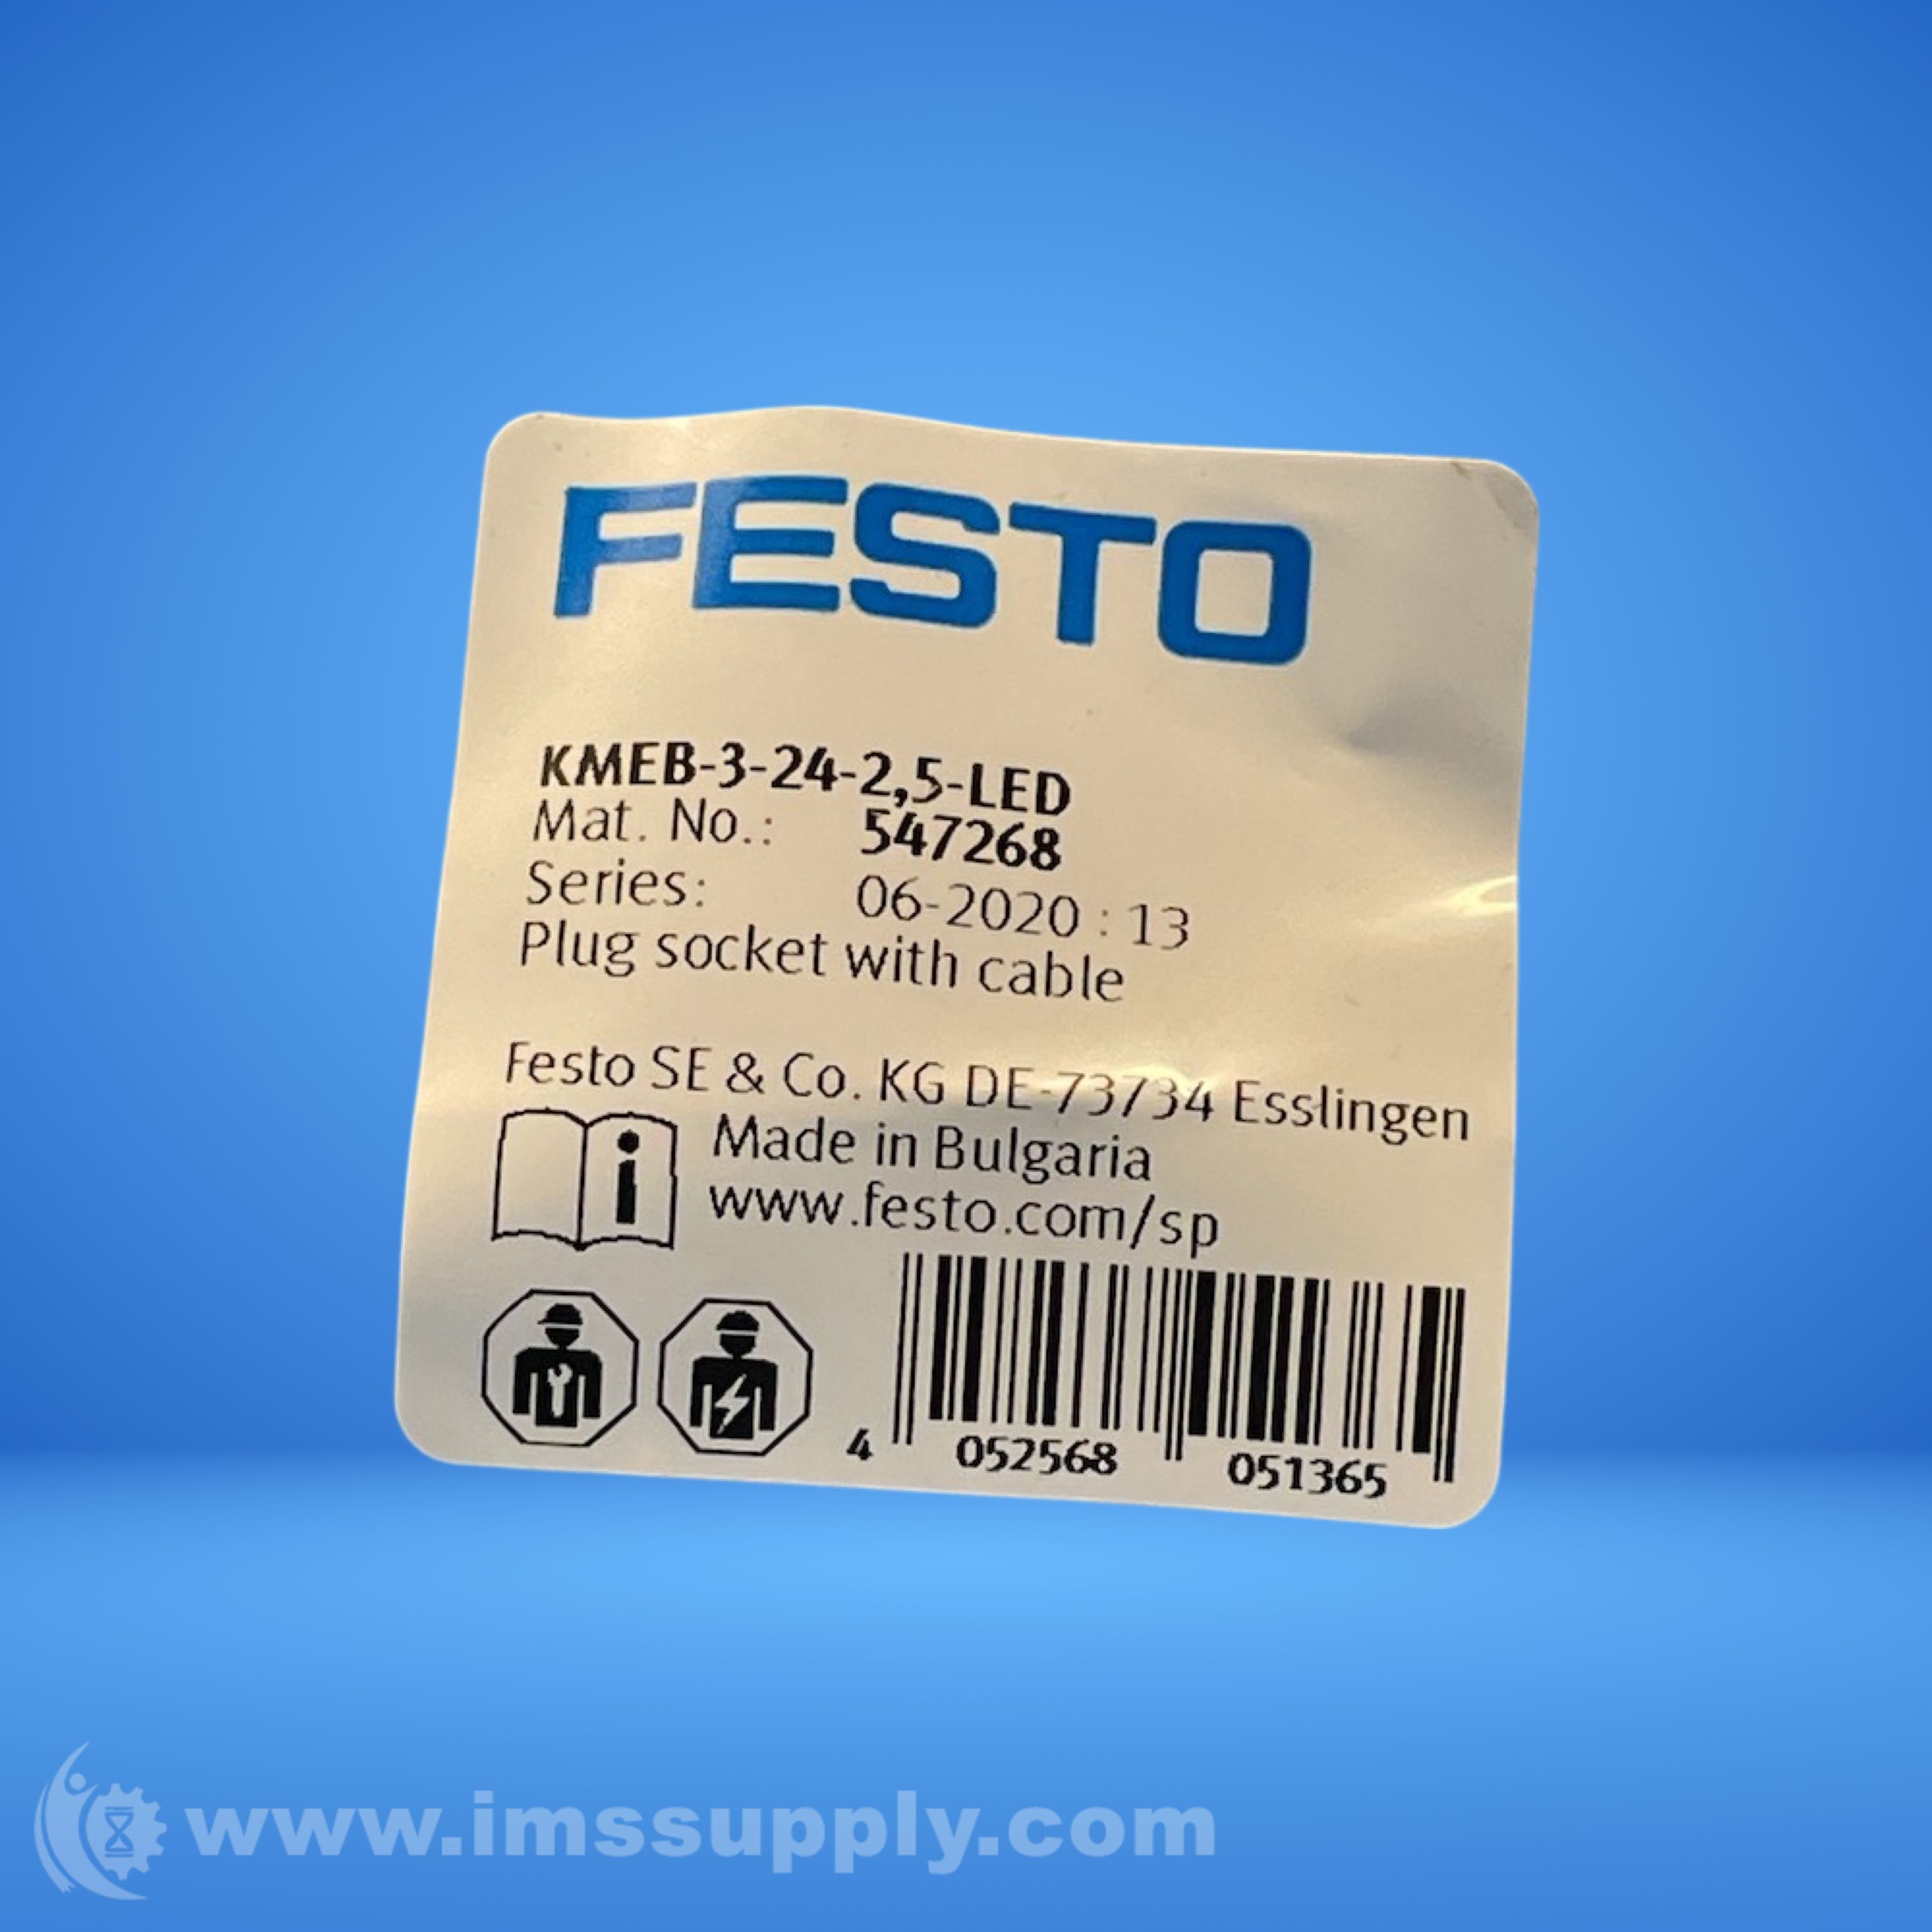 FESTO
KMEB-3-24-2,5-LED
Mat. No.: 547268
Series: 06-2020 : 13
Plug socket with cable
Festo SE & Co. KG DE-73734 Esslingen
i Made in Bulgaria
www.festo.com/sp
4 052568 051365
www.imssupply.com